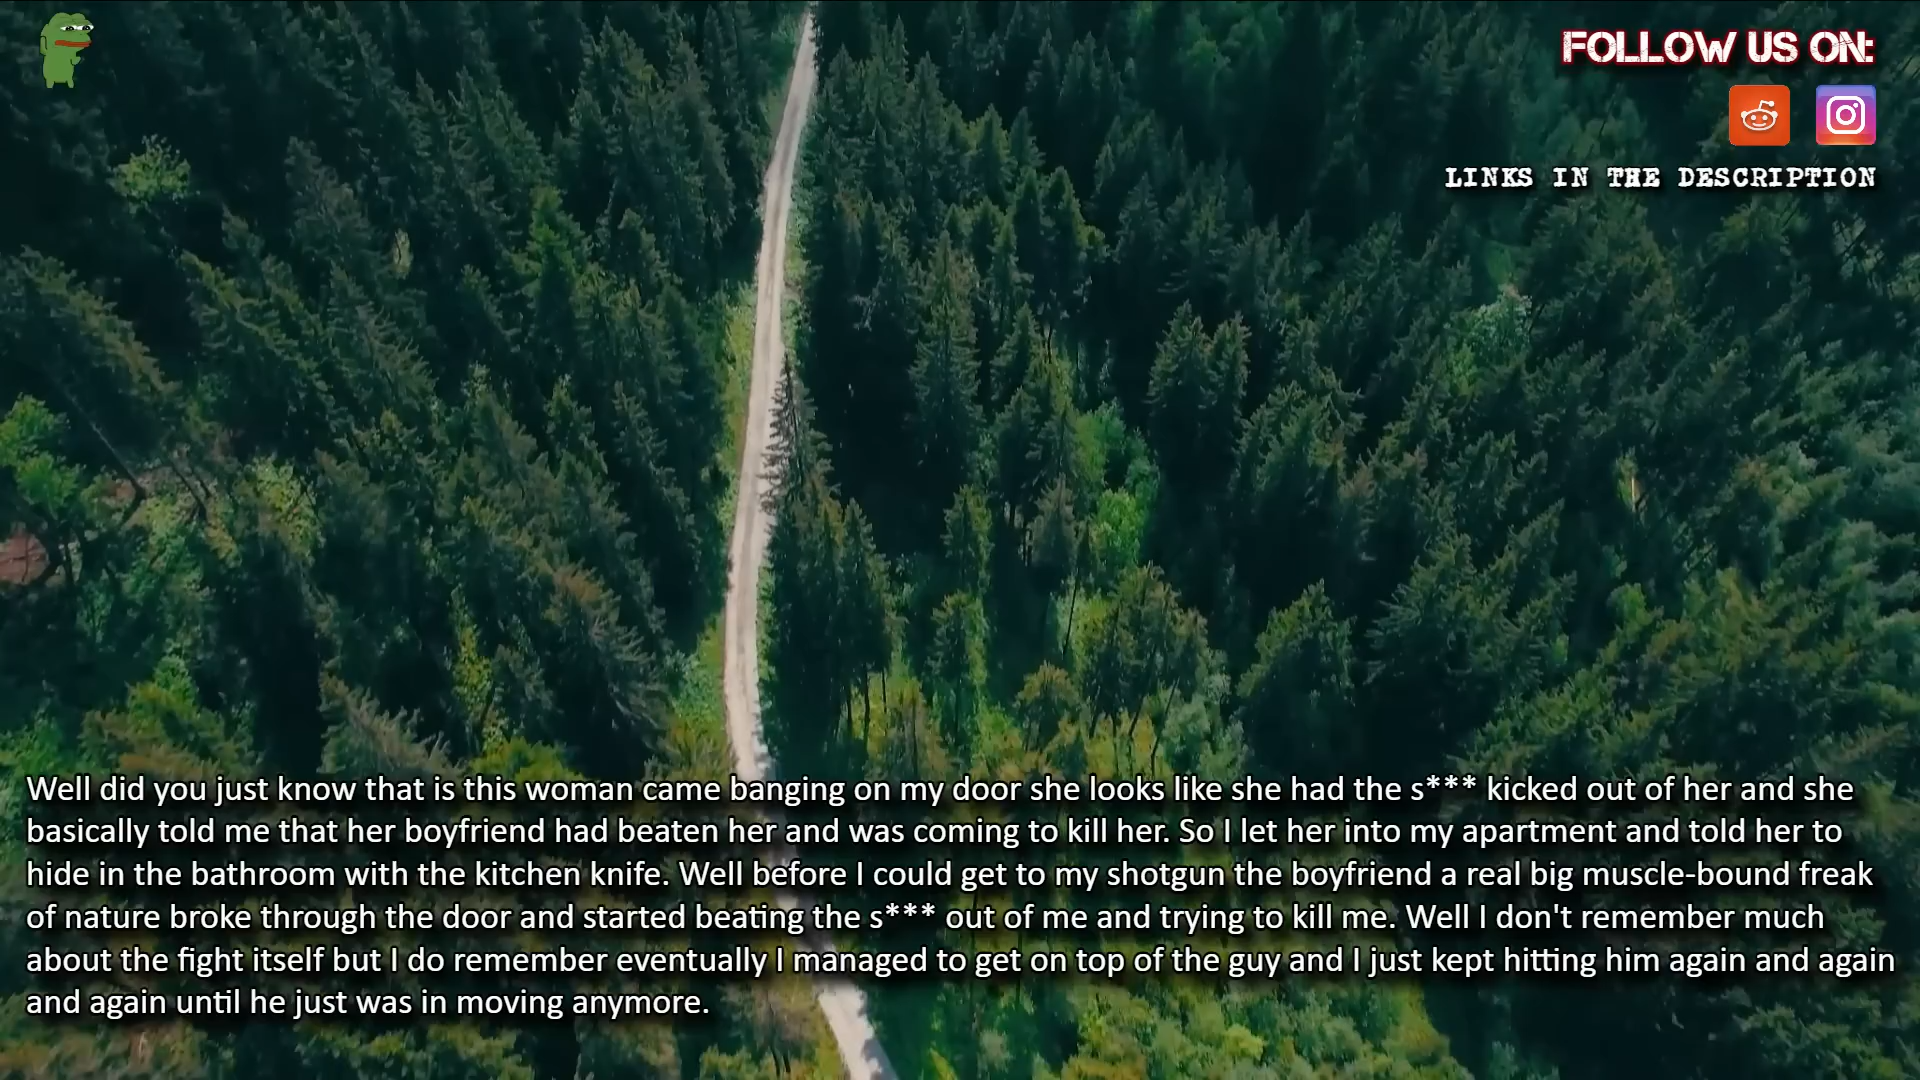 FOLLOW US ON:
LINKS IN THE DESCRIPTION
Well did you just know that is this woman came banging on my door she looks like she had the s*** kicked out of her and she
basically told me that her boyfriend had beaten her and was coming to kill her. So I let her into my apartment and told her to
hide in the bathroom with the kitchen knife. Well before I could get to my shotgun the boyfriend a real big muscle-bound freak
of nature broke through the door and started beating the s*** out of me and trying to kill me. Well I don't remember much
about the fight itself but I do remember eventually I managed to get on top of the guy and I just kept hitting him again and again
and again until he just was in moving anymore.